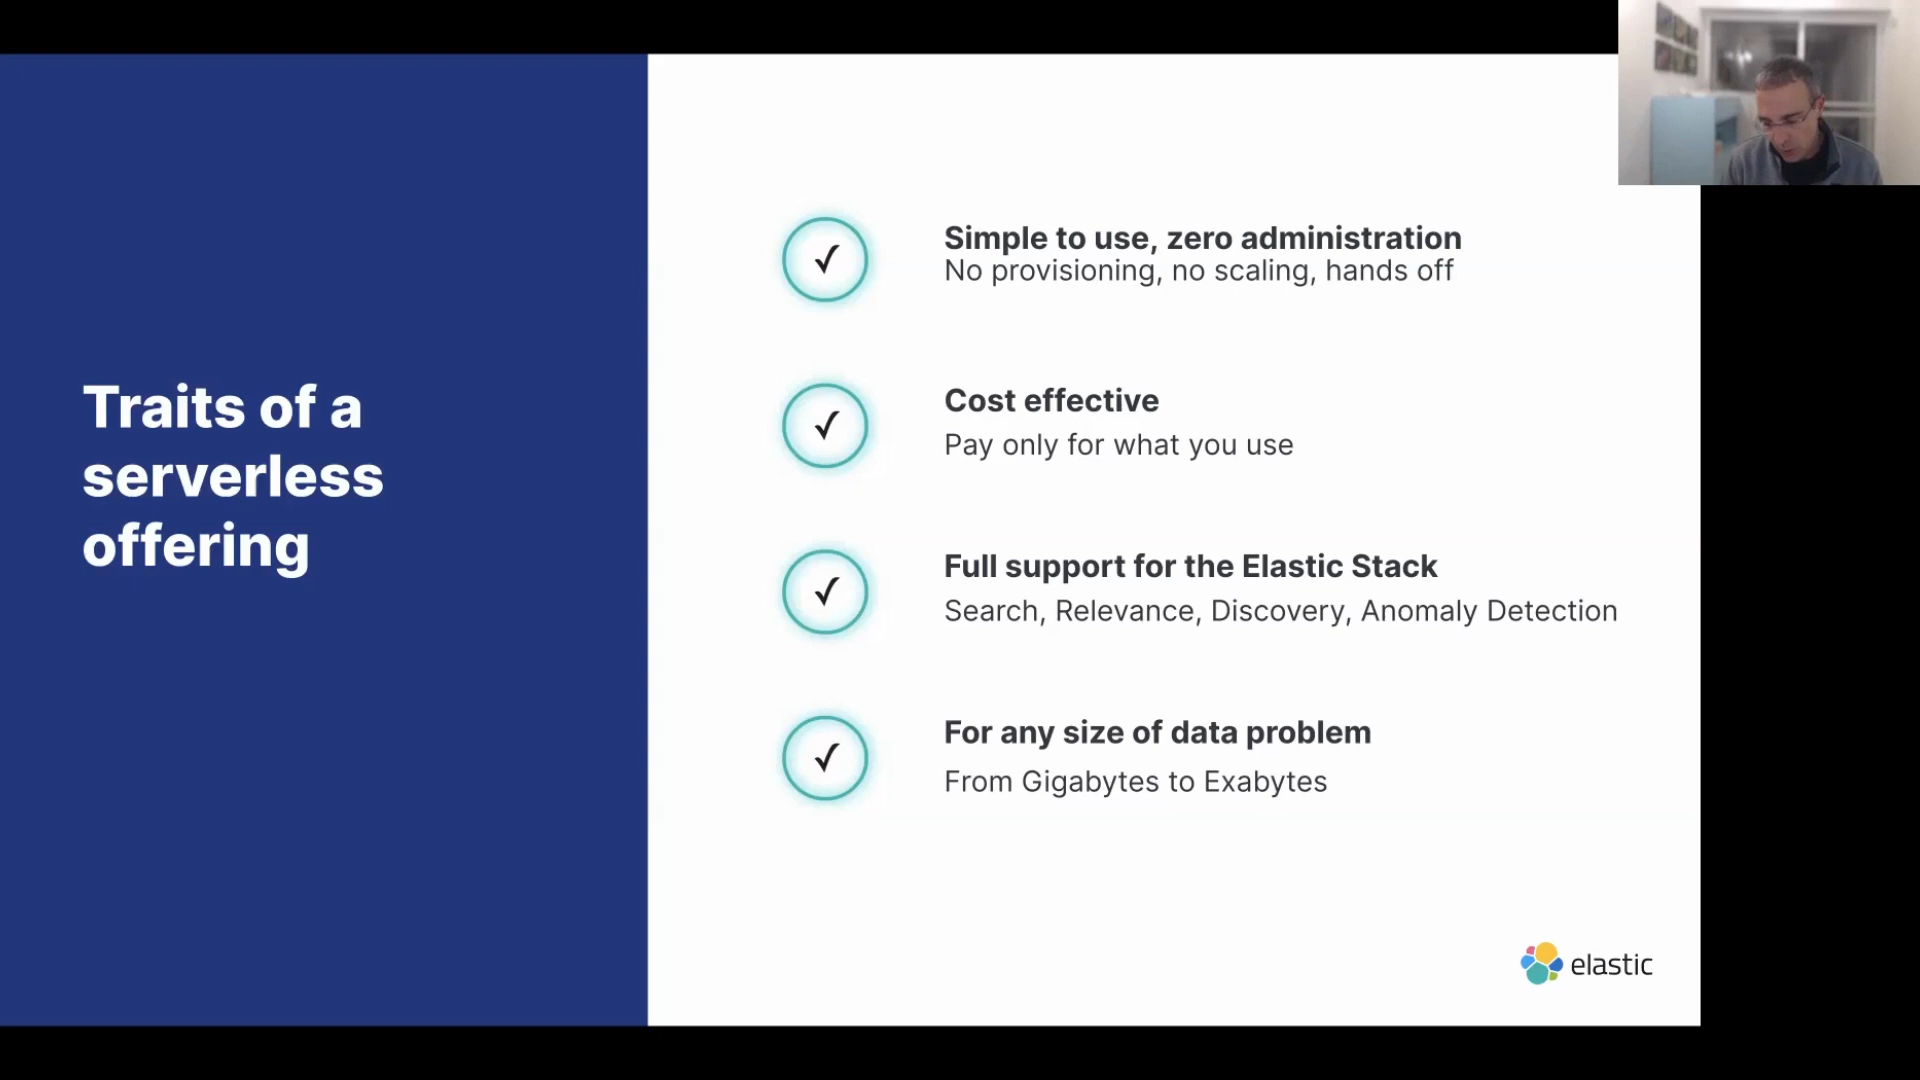 Traits of a
serverless
offering
Simple to use, zero administration
No provisioning, no scaling, hands off
Cost effective
Pay only for what you use
Full support for the Elastic Stack
Search, Relevance, Discovery, Anomaly Detection
For any size of data problem
From Gigabytes to Exabytes
elastic